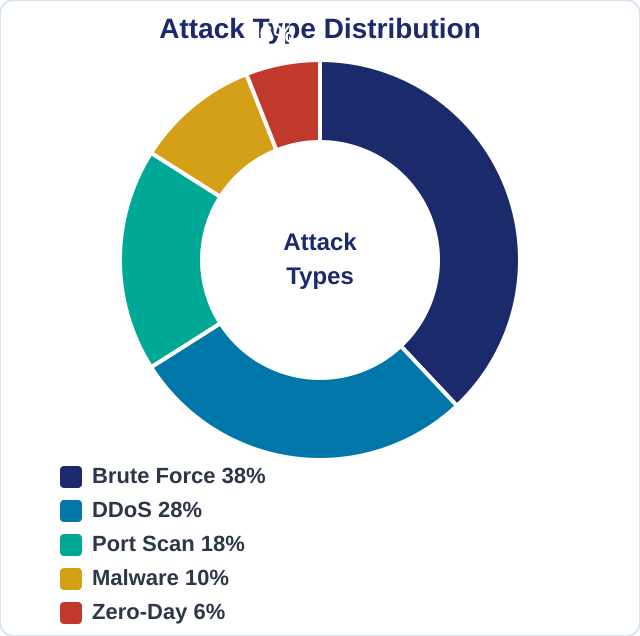 Attack Type Distribution
Attack
Types
Brute Force 38%
DDoS 28%
Port Scan 18%
Malware 10%
Zero-Day 6%